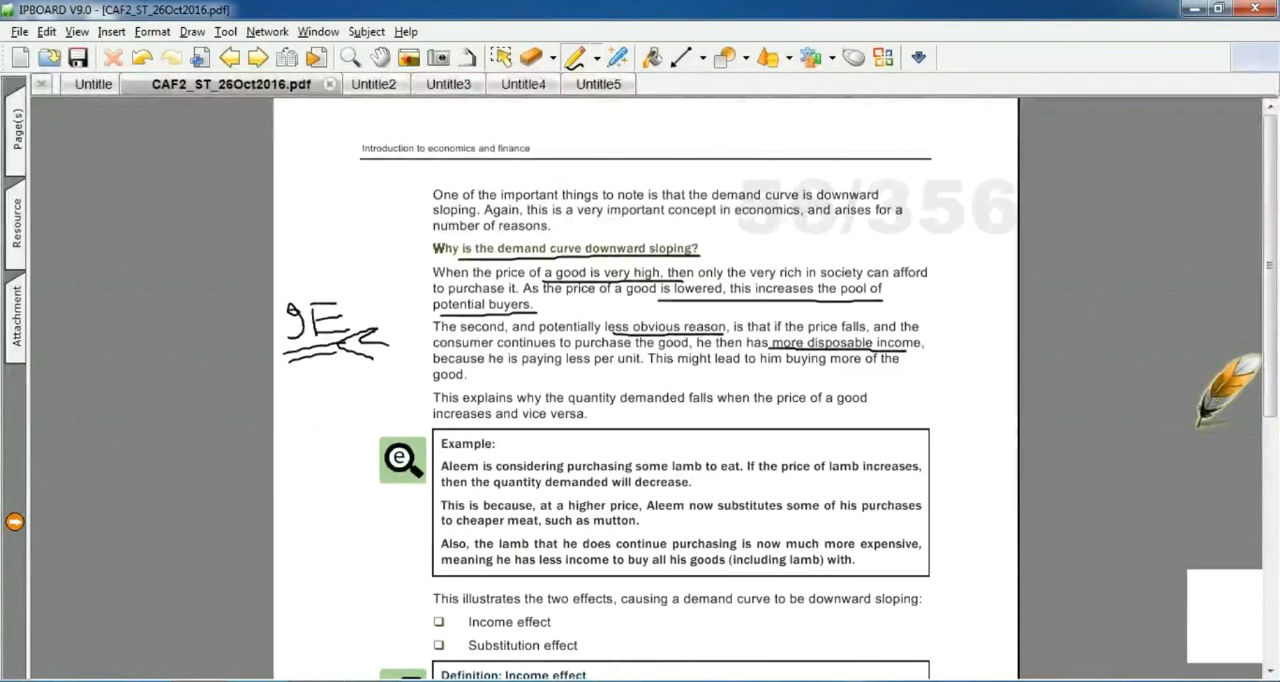 IPBOARD V9.0 - [CAF2_ST_26Oct2016.pdf]
File Edit View Insert Format Draw Tool Network Window Subject Help
Untitle CAF2_ST_26Oct2016.pdf Untitle2 Untitle3 Untitle4 Untitle5
Page(s)
Resource
Attachment
Introduction to economics and finance
50/356
One of the important things to note is that the demand curve is downward
sloping. Again, this is a very important concept in economics, and arises for a
number of reasons.
Why is the demand curve downward sloping?
When the price of a good is very high, then only the very rich in society can afford
to purchase it. As the price of a good is lowered, this increases the pool of
potential buyers.
The second, and potentially less obvious reason, is that if the price falls, and the
consumer continues to purchase the good, he then has more disposable income,
because he is paying less per unit. This might lead to him buying more of the
good.
This explains why the quantity demanded falls when the price of a good
increases and vice versa.
e
Example:
Aleem is considering purchasing some lamb to eat. If the price of lamb increases,
then the quantity demanded will decrease.
This is because, at a higher price, Aleem now substitutes some of his purchases
to cheaper meat, such as mutton.
Also, the lamb that he does continue purchasing is now much more expensive,
meaning he has less income to buy all his goods (including lamb) with.
This illustrates the two effects, causing a demand curve to be downward sloping:
Income effect
Substitution effect
Definition: Income effect